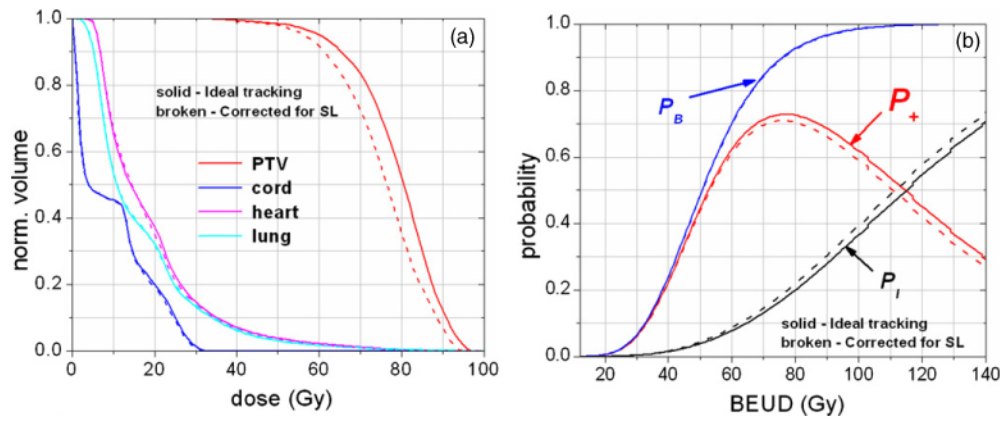 (a)
1.0
0.8
0.6
0.4
0.2
0.0
norm. volume
solid - Ideal tracking
broken - Corrected for SL
PTV
cord
heart
lung
0 20 40 60 80 100
dose (Gy)
(b)
1.0
0.8
0.6
0.4
0.2
0.0
probability
P_B
P_+
P_I
solid - Ideal tracking
broken - Corrected for SL
20 40 60 80 100 120 140
BEUD (Gy)